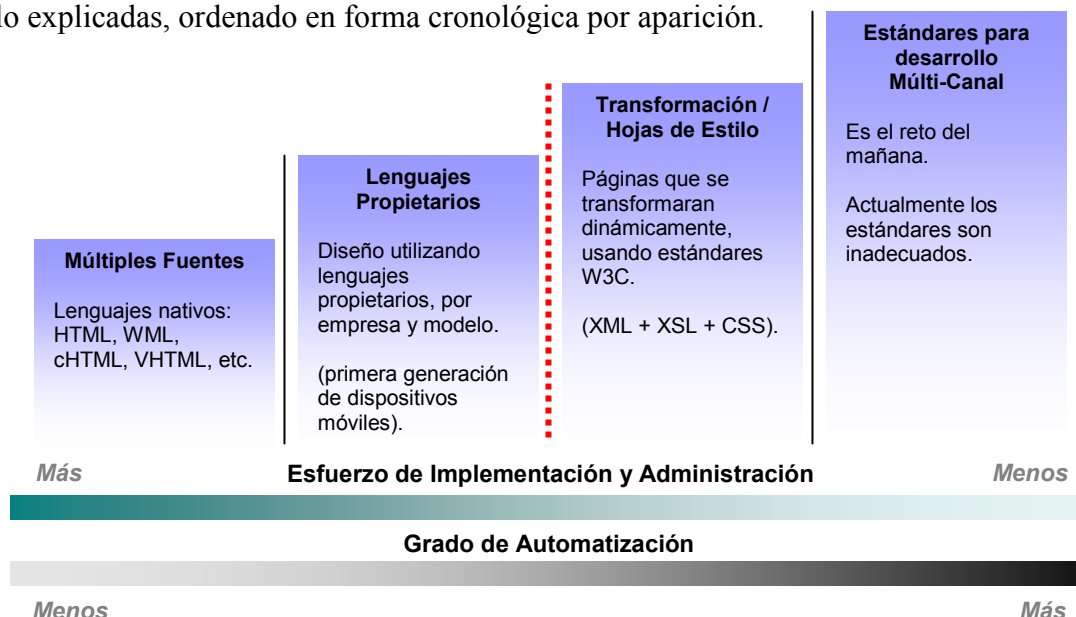 lo explicadas, ordenado en forma cronológica por aparición.
Múltiples Fuentes
Lenguajes nativos:
HTML, WML,
cHTML, VHTML, etc.
Lenguajes
Propietarios
Diseño utilizando
lenguajes
propietarios, por
empresa y modelo.
(primera generación
de dispositivos
móviles).
Transformación /
Hojas de Estilo
Páginas que se
transformaran
dinámicamente,
usando estándares
W3C.
(XML + XSL + CSS).
Estándares para
desarrollo
Múlti-Canal
Es el reto del
mañana.
Actualmente los
estándares son
inadecuados.
Más Esfuerzo de Implementación y Administración Menos
Grado de Automatización
Menos Más